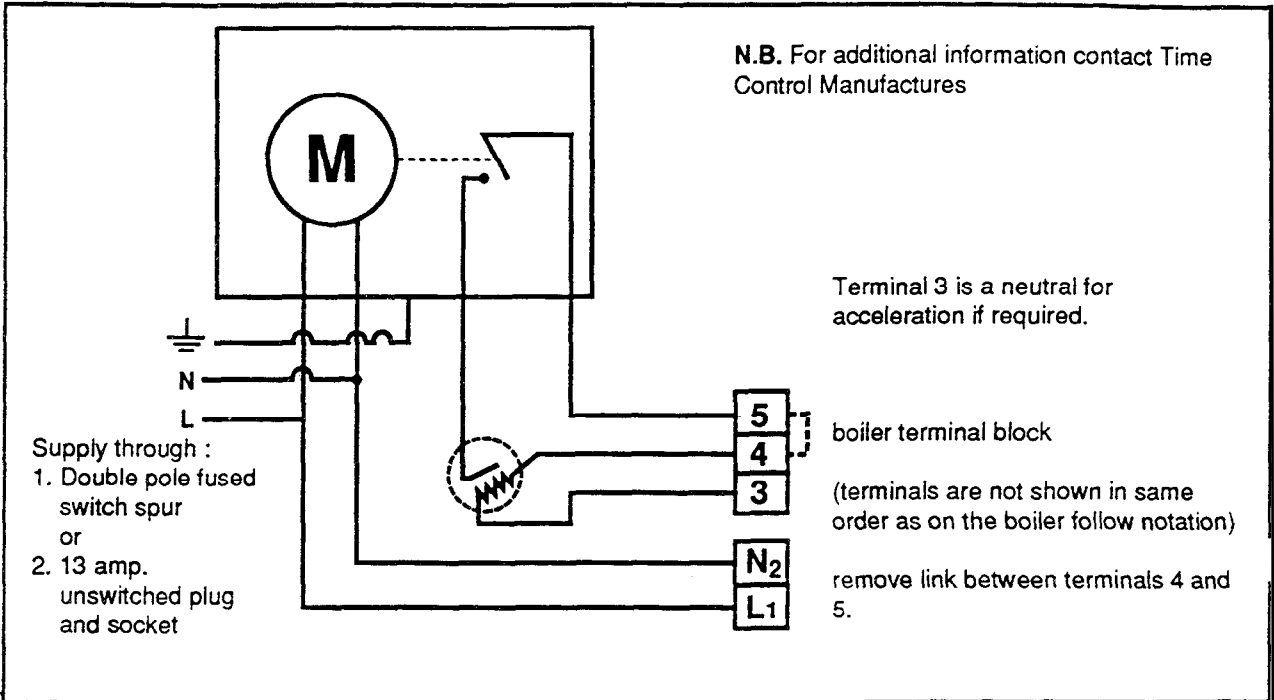 N.B. For additional information contact Time
Control Manufactures
M
Terminal 3 is a neutral for
acceleration if required.
N
L
Supply through :
1. Double pole fused
switch spur
or
2. 13 amp.
unswitched plug
and socket
5
4
3
N2
L1
boiler terminal block
(terminals are not shown in same
order as on the boiler follow notation)
remove link between terminals 4 and
5.